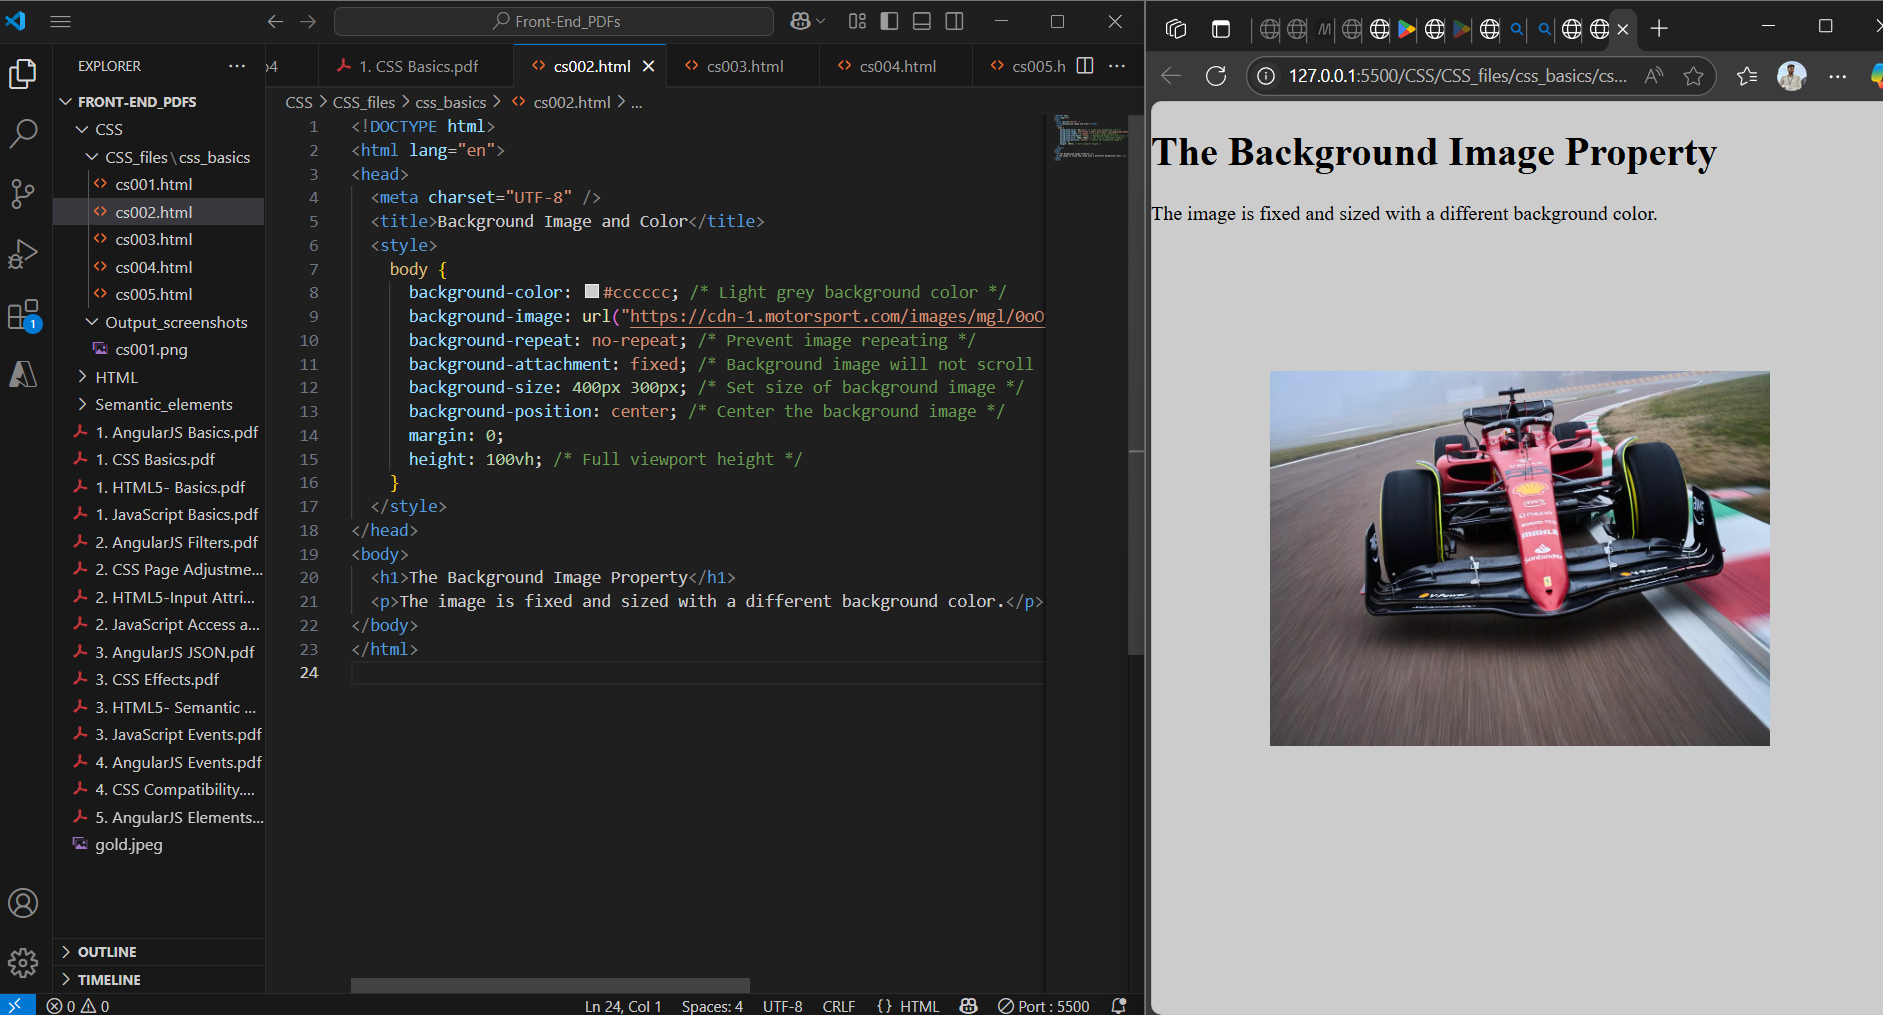 Front-End_PDFs
EXPLORER
FRONT-END_PDFS
CSS
CSS_files\css_basics
cs001.html
cs002.html
cs003.html
cs004.html
cs005.html
Output_screenshots
cs001.png
HTML
Semantic_elements
1. AngularJS Basics.pdf
1. CSS Basics.pdf
1. HTML5- Basics.pdf
1. JavaScript Basics.pdf
2. AngularJS Filters.pdf
2. CSS Page Adjustme...
2. HTML5-Input Attri...
2. JavaScript Access a...
3. AngularJS JSON.pdf
3. CSS Effects.pdf
3. HTML5- Semantic ...
3. JavaScript Events.pdf
4. AngularJS Events.pdf
4. CSS Compatibility....
5. AngularJS Elements...
gold.jpeg
OUTLINE
TIMELINE
1
p4
1. CSS Basics.pdf
cs002.html
cs003.html
cs004.html
cs005.h
CSS > CSS_files > css_basics > cs002.html > ...
1 <!DOCTYPE html>
2 <html lang="en">
3 <head>
4 <meta charset="UTF-8" />
5 <title>Background Image and Color</title>
6 <style>
7 body {
8 background-color: #cccccc; /* Light grey background color */
9 background-image: url("https://cdn-1.motorsport.com/images/mgl/0oO
10 background-repeat: no-repeat; /* Prevent image repeating */
11 background-attachment: fixed; /* Background image will not scroll
12 background-size: 400px 300px; /* Set size of background image */
13 background-position: center; /* Center the background image */
14 margin: 0;
15 height: 100vh; /* Full viewport height */
16 }
17 </style>
18 </head>
19 <body>
20 <h1>The Background Image Property</h1>
21 <p>The image is fixed and sized with a different background color.</p>
22 </body>
23 </html>
24
0 0
Ln 24, Col 1
Spaces: 4
UTF-8
CRLF
{} HTML
Port : 5500
127.0.0.1:5500/CSS/CSS_files/css_basics/cs...
The Background Image Property
The image is fixed and sized with a different background color.
aws
MAHLE
Santander
V-Power
V-Power